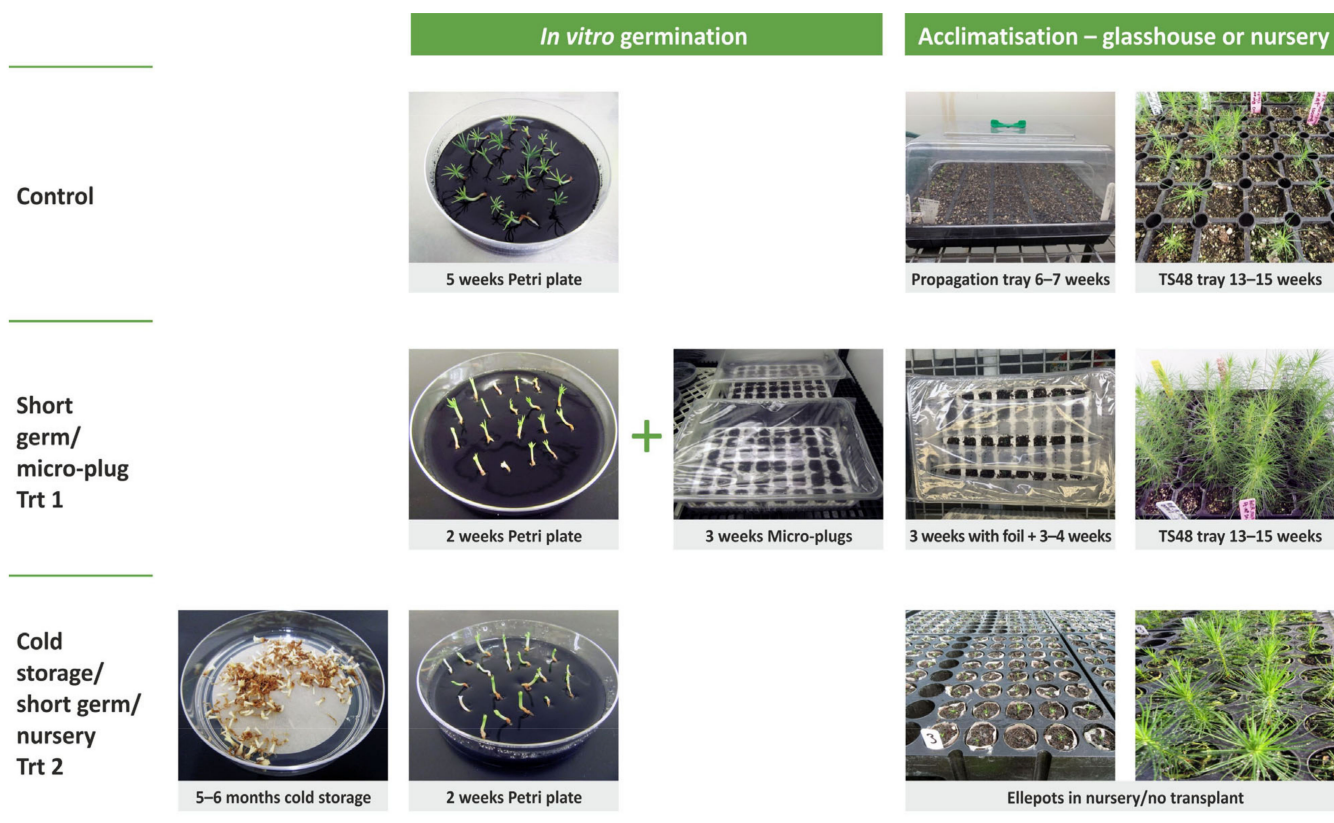 In vitro germination
Acclimatisation – glasshouse or nursery
Control
5 weeks Petri plate
Propagation tray 6–7 weeks
TS48 tray 13–15 weeks
Short
germ/
micro-plug
Trt 1
+
2 weeks Petri plate
3 weeks Micro-plugs
3 weeks with foil + 3–4 weeks
TS48 tray 13–15 weeks
Cold
storage/
short germ/
nursery
Trt 2
3
5–6 months cold storage
2 weeks Petri plate
Ellepots in nursery/no transplant